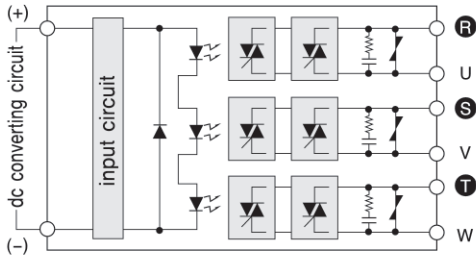 (+)
dc converting circuit
(−)
input circuit
R
U
S
V
T
W